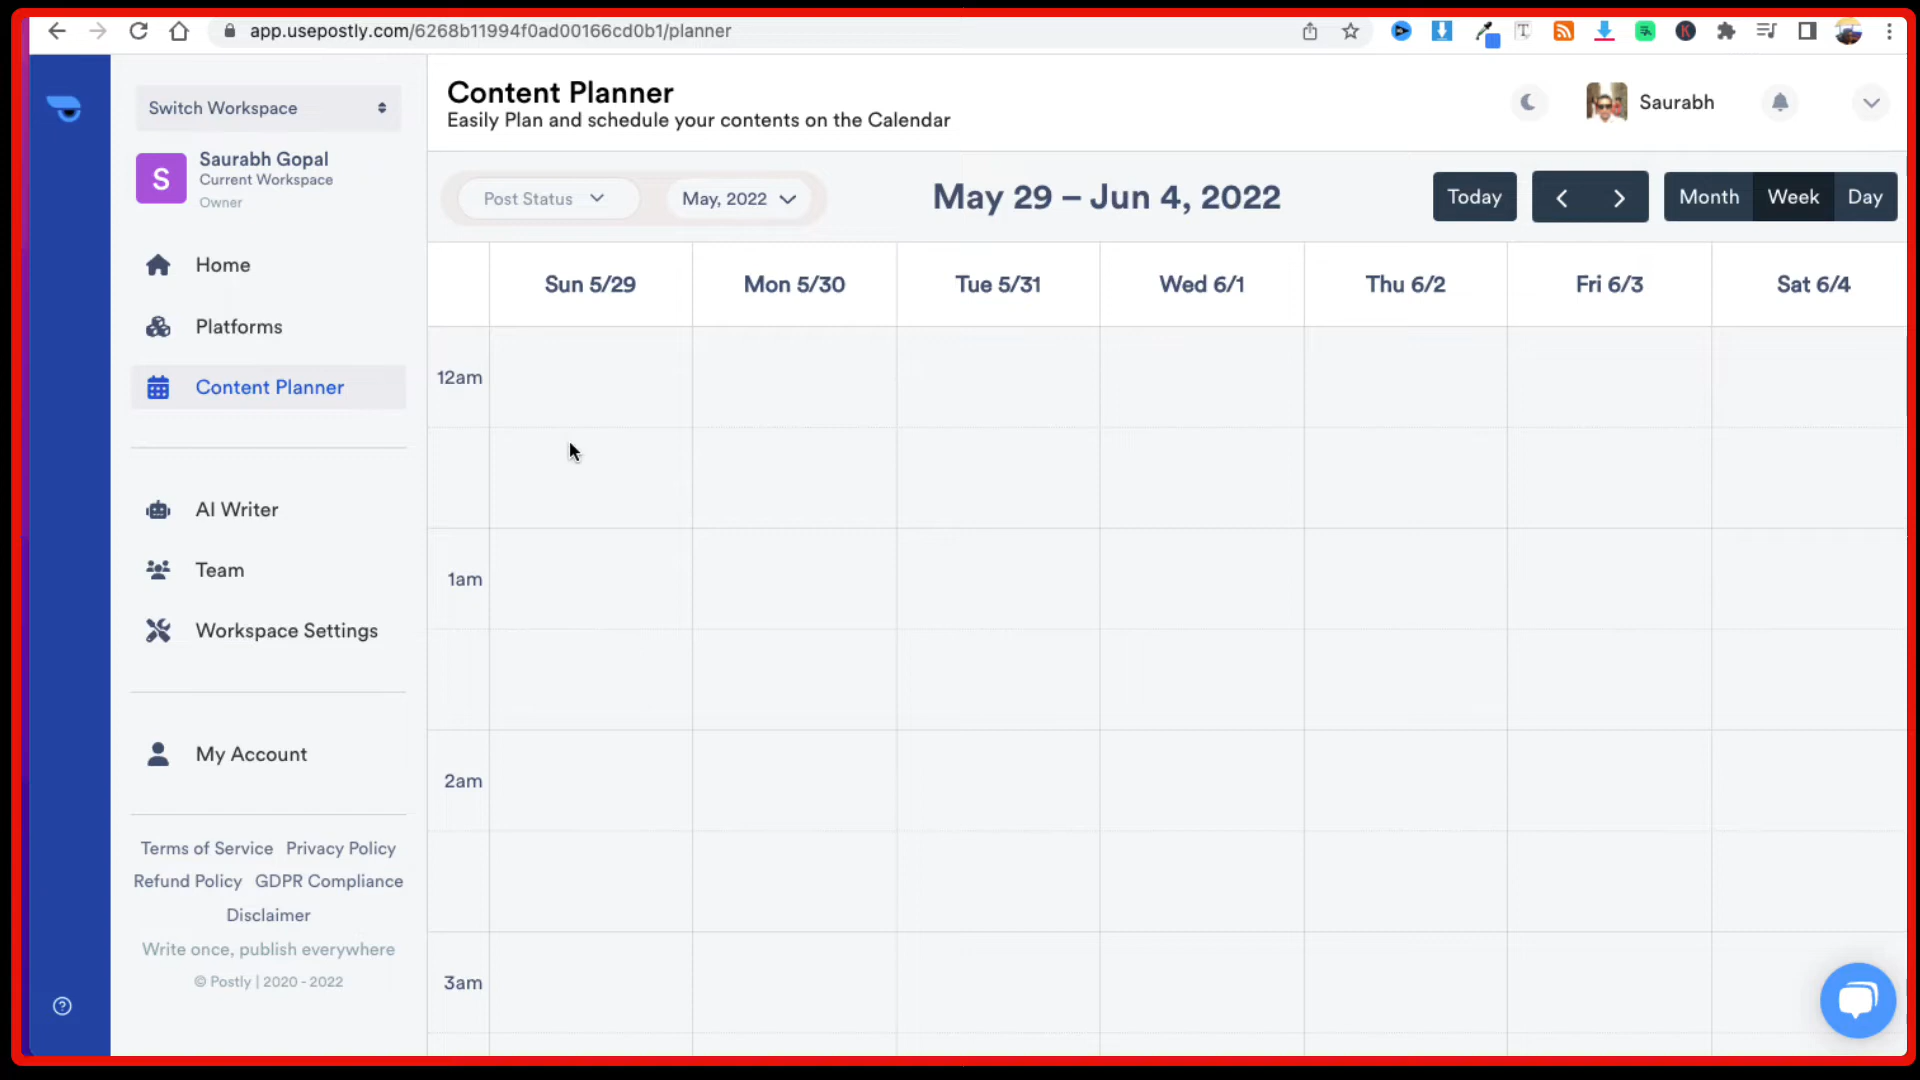 app.usepostly.com/6268b11994f0ad00166cd0b1/planner
Switch Workspace
S
Saurabh Gopal
Current Workspace
Owner
Home
Platforms
Content Planner
AI Writer
Team
Workspace Settings
My Account
Terms of Service Privacy Policy
Refund Policy GDPR Compliance
Disclaimer
Write once, publish everywhere
© Postly | 2020 - 2022
Content Planner
Easily Plan and schedule your contents on the Calendar
Saurabh
Post Status
May, 2022
May 29 – Jun 4, 2022
Today
Month Week Day
Sun 5/29 Mon 5/30 Tue 5/31 Wed 6/1 Thu 6/2 Fri 6/3 Sat 6/4
12am
1am
2am
3am